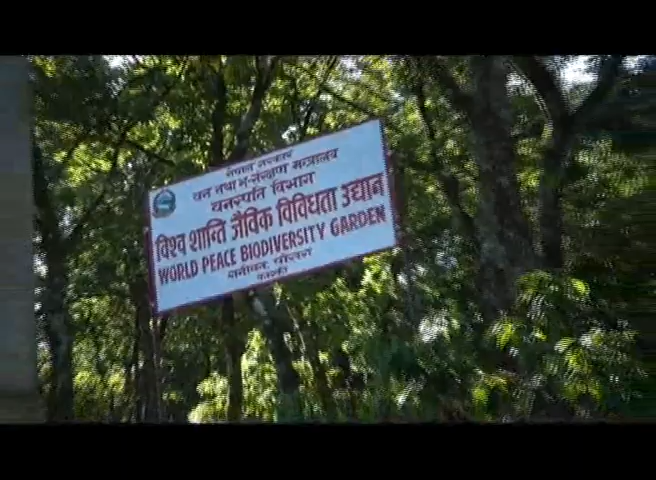 नेपाल सरकार
वन तथा भू-संरक्षण मन्त्रालय
वनस्पति विभाग
विश्व शान्ति जैविक विविधता उद्यान
WORLD PEACE BIODIVERSITY GARDEN
कास्की